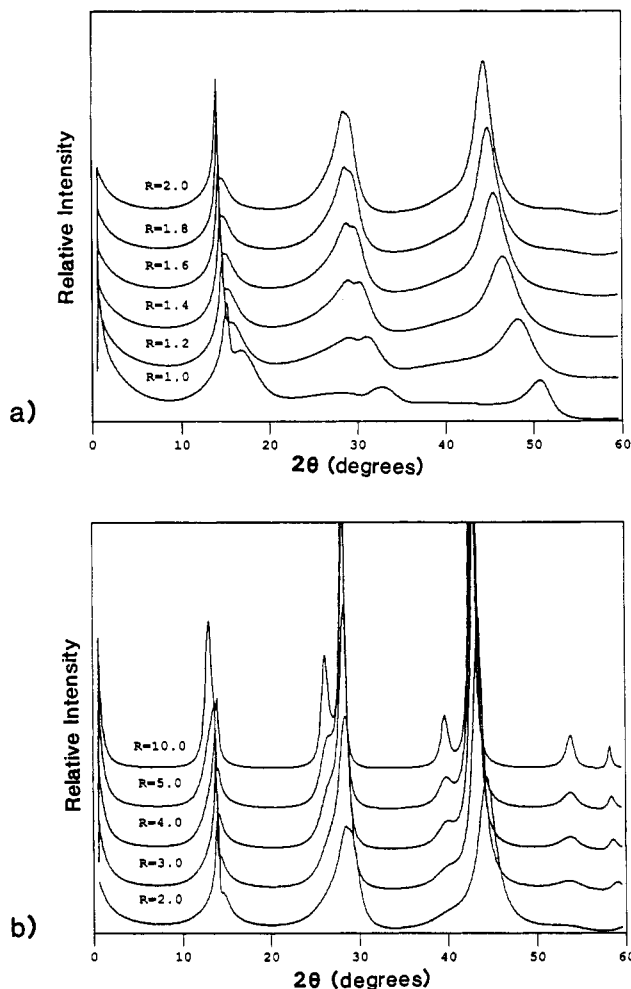 Relative Intensity
R=2.0
R=1.8
R=1.6
R=1.4
R=1.2
R=1.0
0 10 20 30 40 50 60
2θ (degrees)
a)
Relative Intensity
R=10.0
R=5.0
R=4.0
R=3.0
R=2.0
0 10 20 30 40 50 60
2θ (degrees)
b)